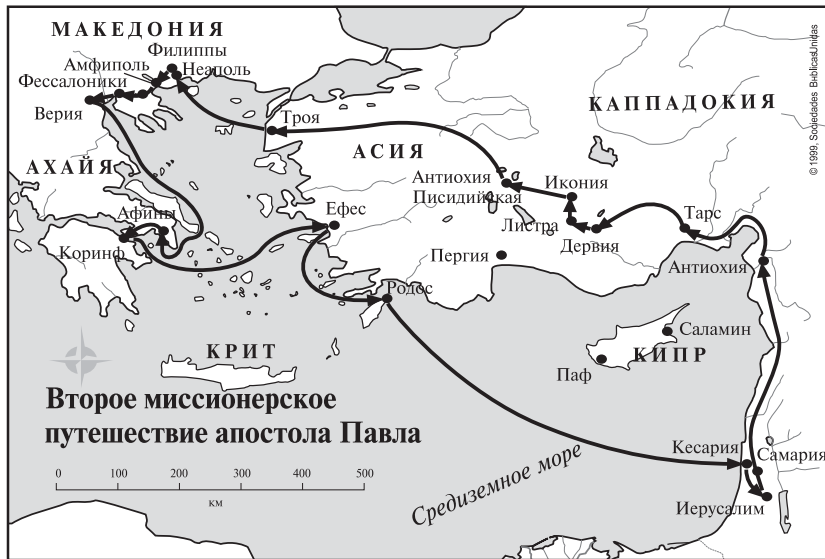 МАКЕДОНИЯ
Филиппы
Амфиполь
Неаполь
Фессалоники
Верия
Троя
КАППАДОКИЯ
© 1999, Sociedades Bíblicas Unidas
АСИЯ
АХАЙЯ
Антиохия
Писидийская
Икония
Листра
Дервия
Тарс
Афины
Ефес
Коринф
Пергия
Антиохия
Родос
Саламин
КИПР
Паф
КРИТ
Второе миссионерское
путешествие апостола Павла
0 100 200 300 400 500
км
Средиземное море
Кесария
Самария
Иерусалим